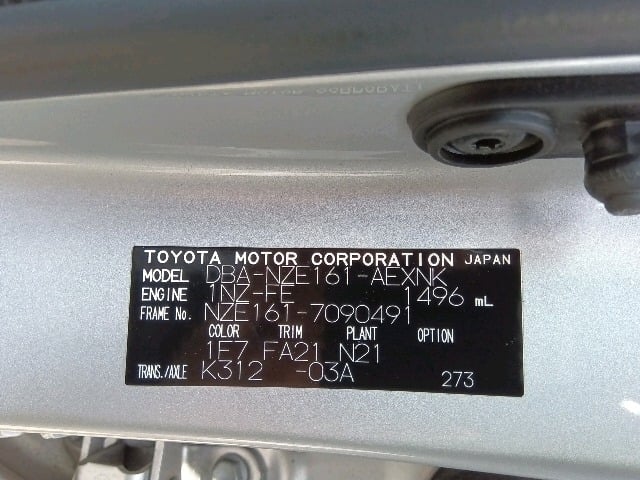 TOYOTA MOTOR CORPORATION JAPAN
MODEL DBA-NZE161-AEXNK
ENGINE 1NZ-FE 1496 mL
FRAME No. NZE161-7090491
COLOR TRIM PLANT OPTION
1E7 FA21 N21
TRANS./AXLE K312 -03A 273